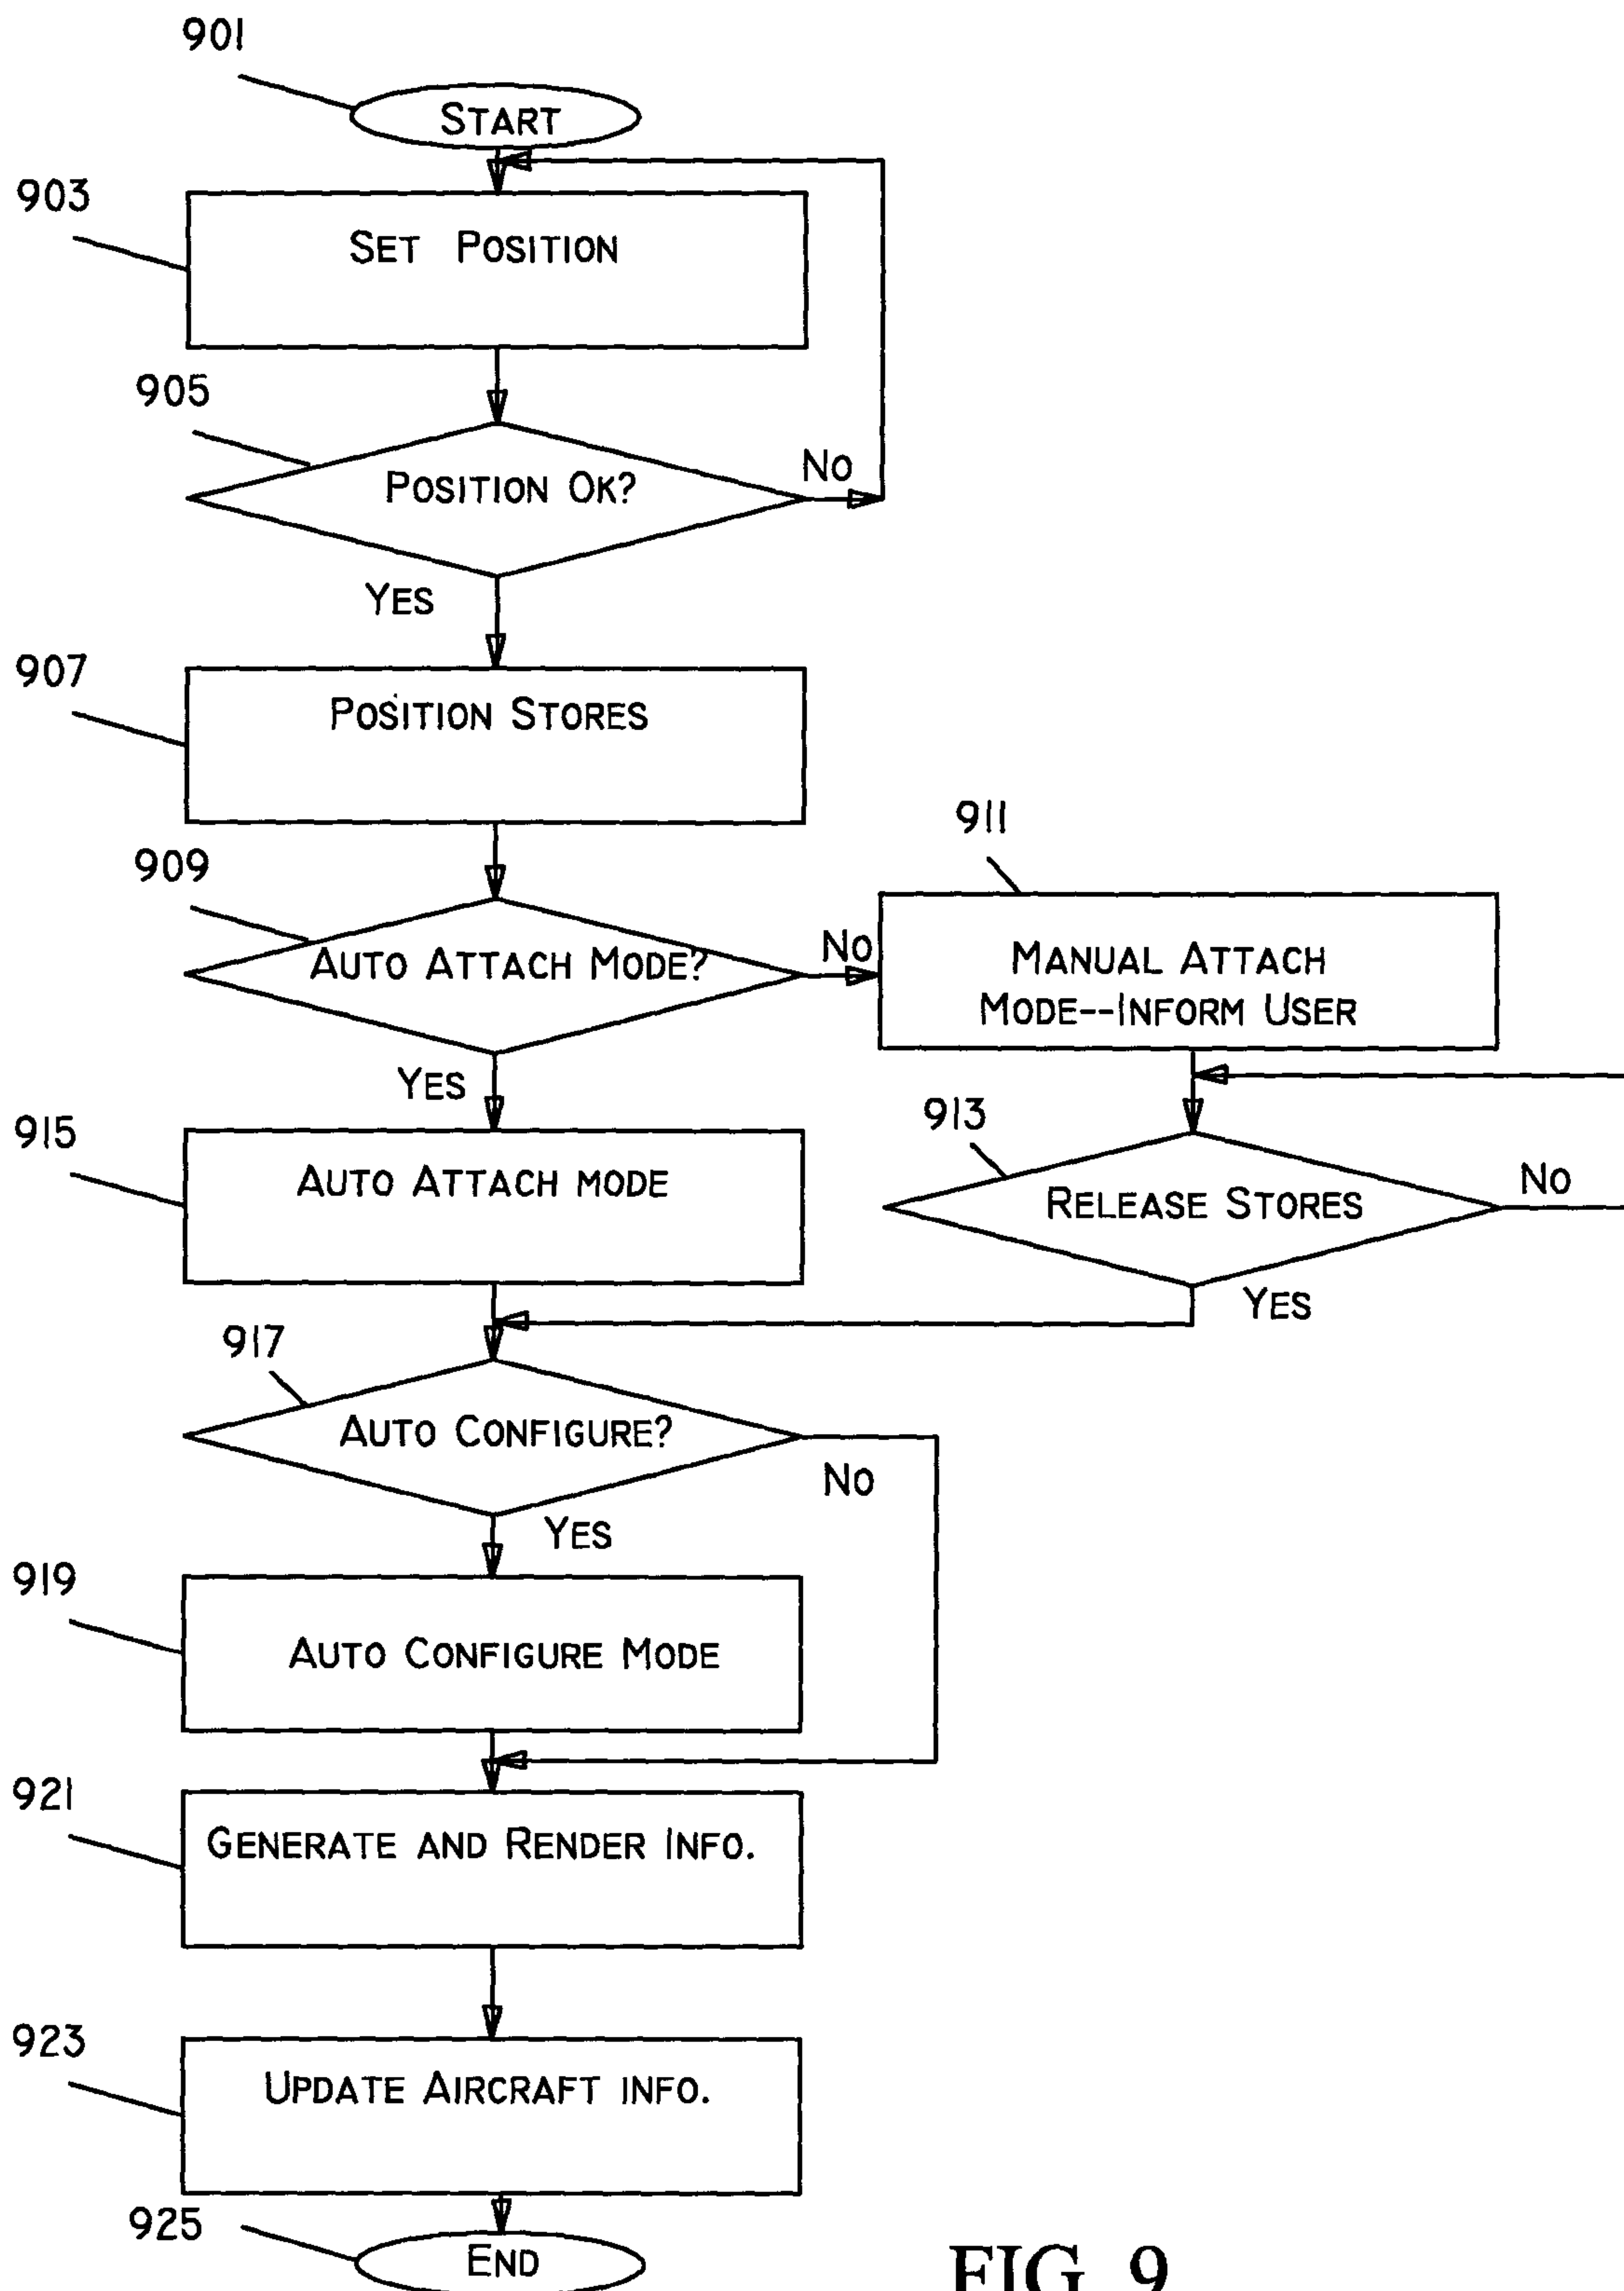 901
START
903
SET POSITION
905
POSITION OK?
NO
YES
907
POSITION STORES
909
AUTO ATTACH MODE?
NO
911
MANUAL ATTACH
MODE--INFORM USER
YES
913
RELEASE STORES
NO
YES
915
AUTO ATTACH MODE
917
AUTO CONFIGURE?
NO
YES
919
AUTO CONFIGURE MODE
921
GENERATE AND RENDER INFO.
923
UPDATE AIRCRAFT INFO.
925
END
FIG. 9